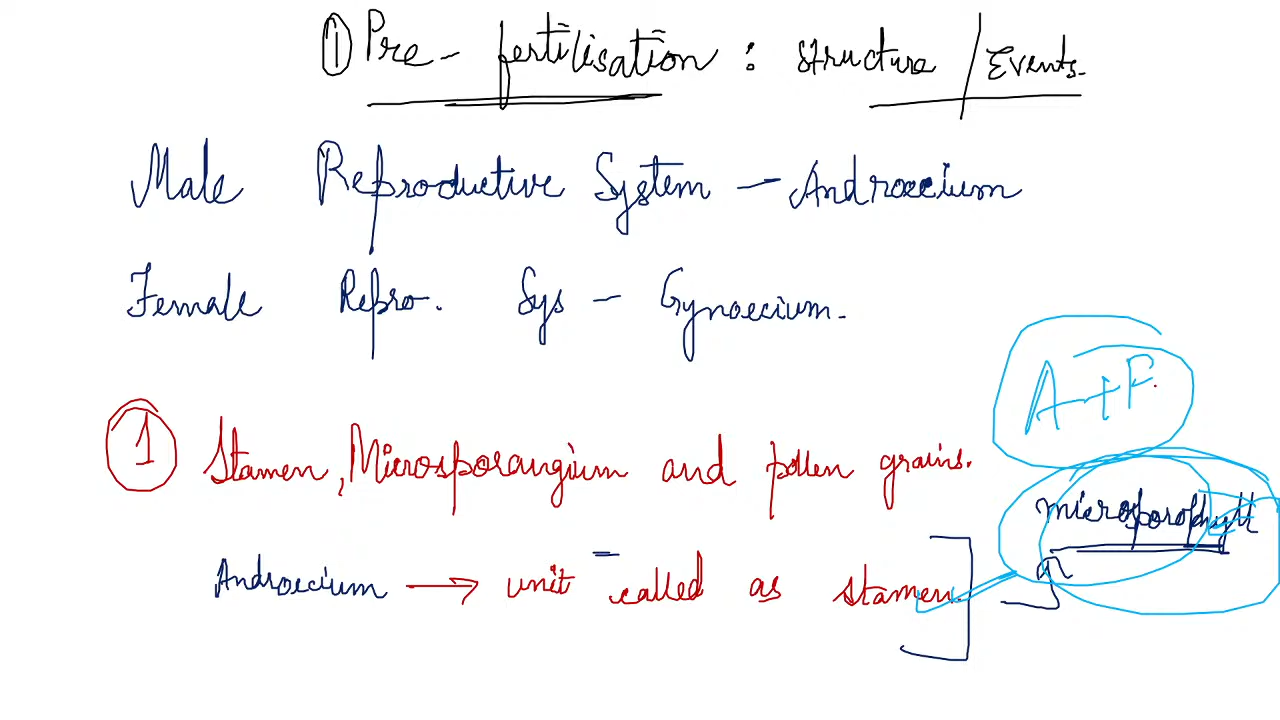 ① Pre- fertilisation : structure / Events.
Male Reproductive System - Androecium
Female Repro. Sys - Gynoecium.
A+F.
① Stamen, Microsporangium and pollen grains.
microsporophyll
Androecium → unit called as stamen.